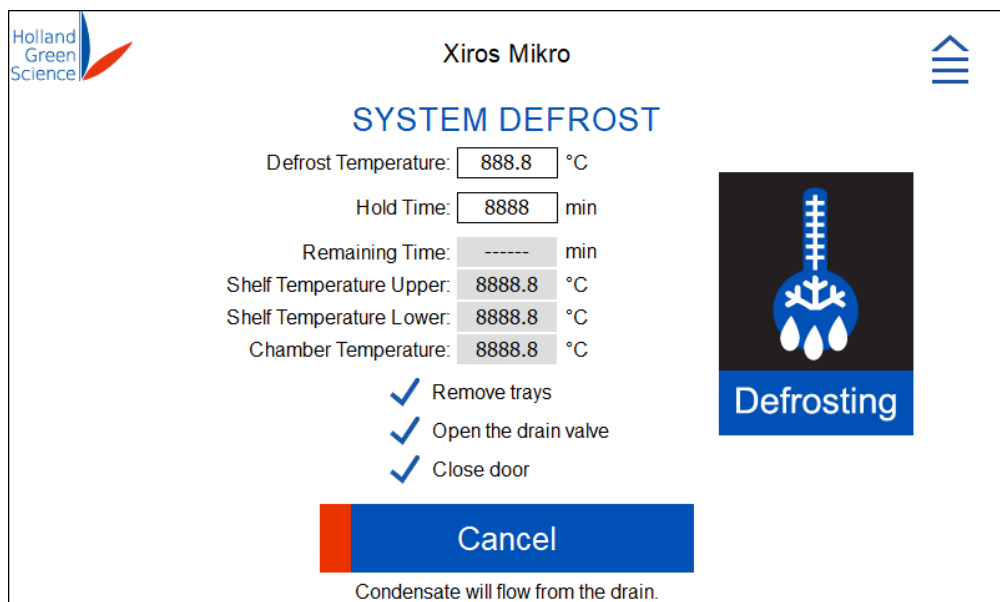 Holland
Green
Science
Xiros Mikro
SYSTEM DEFROST
Defrost Temperature: 888.8 °C
Hold Time: 8888 min
Remaining Time: ------ min
Shelf Temperature Upper: 8888.8 °C
Shelf Temperature Lower: 8888.8 °C
Chamber Temperature: 8888.8 °C
Remove trays
Open the drain valve
Close door
Defrosting
Cancel
Condensate will flow from the drain.